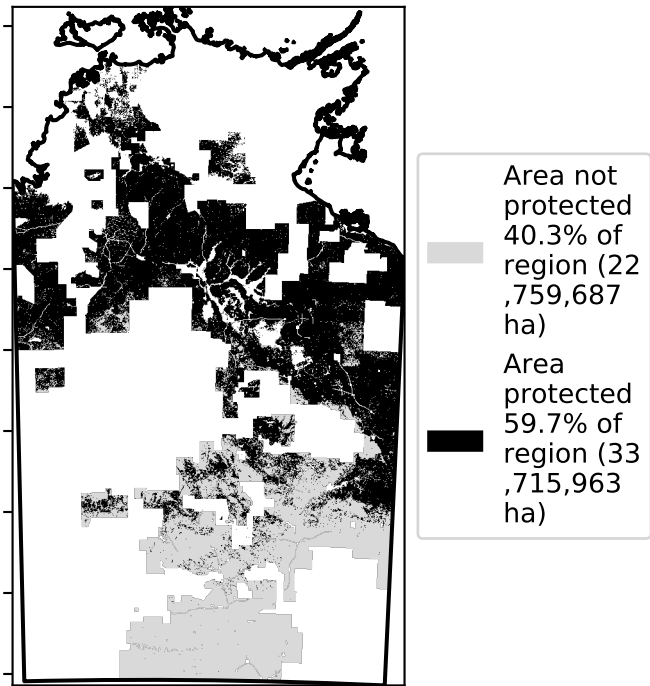 Area not
protected
40.3% of
region (22
,759,687
ha)
Area
protected
59.7% of
region (33
,715,963
ha)